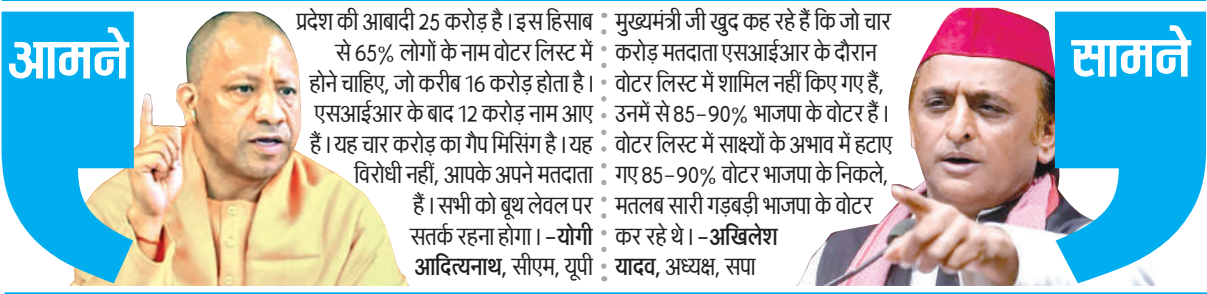 आमने
प्रदेश की आबादी 25 करोड़ है। इस हिसाब
से 65% लोगों के नाम वोटर लिस्ट में
होने चाहिए, जो करीब 16 करोड़ होता है।
एसआईआर के बाद 12 करोड़ नाम आए
हैं। यह चार करोड़ का गैप मिसिंग है। यह
विरोधी नहीं, आपके अपने मतदाता
हैं। सभी को बूथ लेवल पर
सतर्क रहना होगा। -योगी
आदित्यनाथ, सीएम, यूपी
मुख्यमंत्री जी खुद कह रहे हैं कि जो चार
करोड़ मतदाता एसआईआर के दौरान
वोटर लिस्ट में शामिल नहीं किए गए हैं,
उनमें से 85-90% भाजपा के वोटर हैं।
वोटर लिस्ट में साक्ष्यों के अभाव में हटाए
गए 85-90% वोटर भाजपा के निकले,
मतलब सारी गड़बड़ी भाजपा के वोटर
कर रहे थे। -अखिलेश
यादव, अध्यक्ष, सपा
सामने